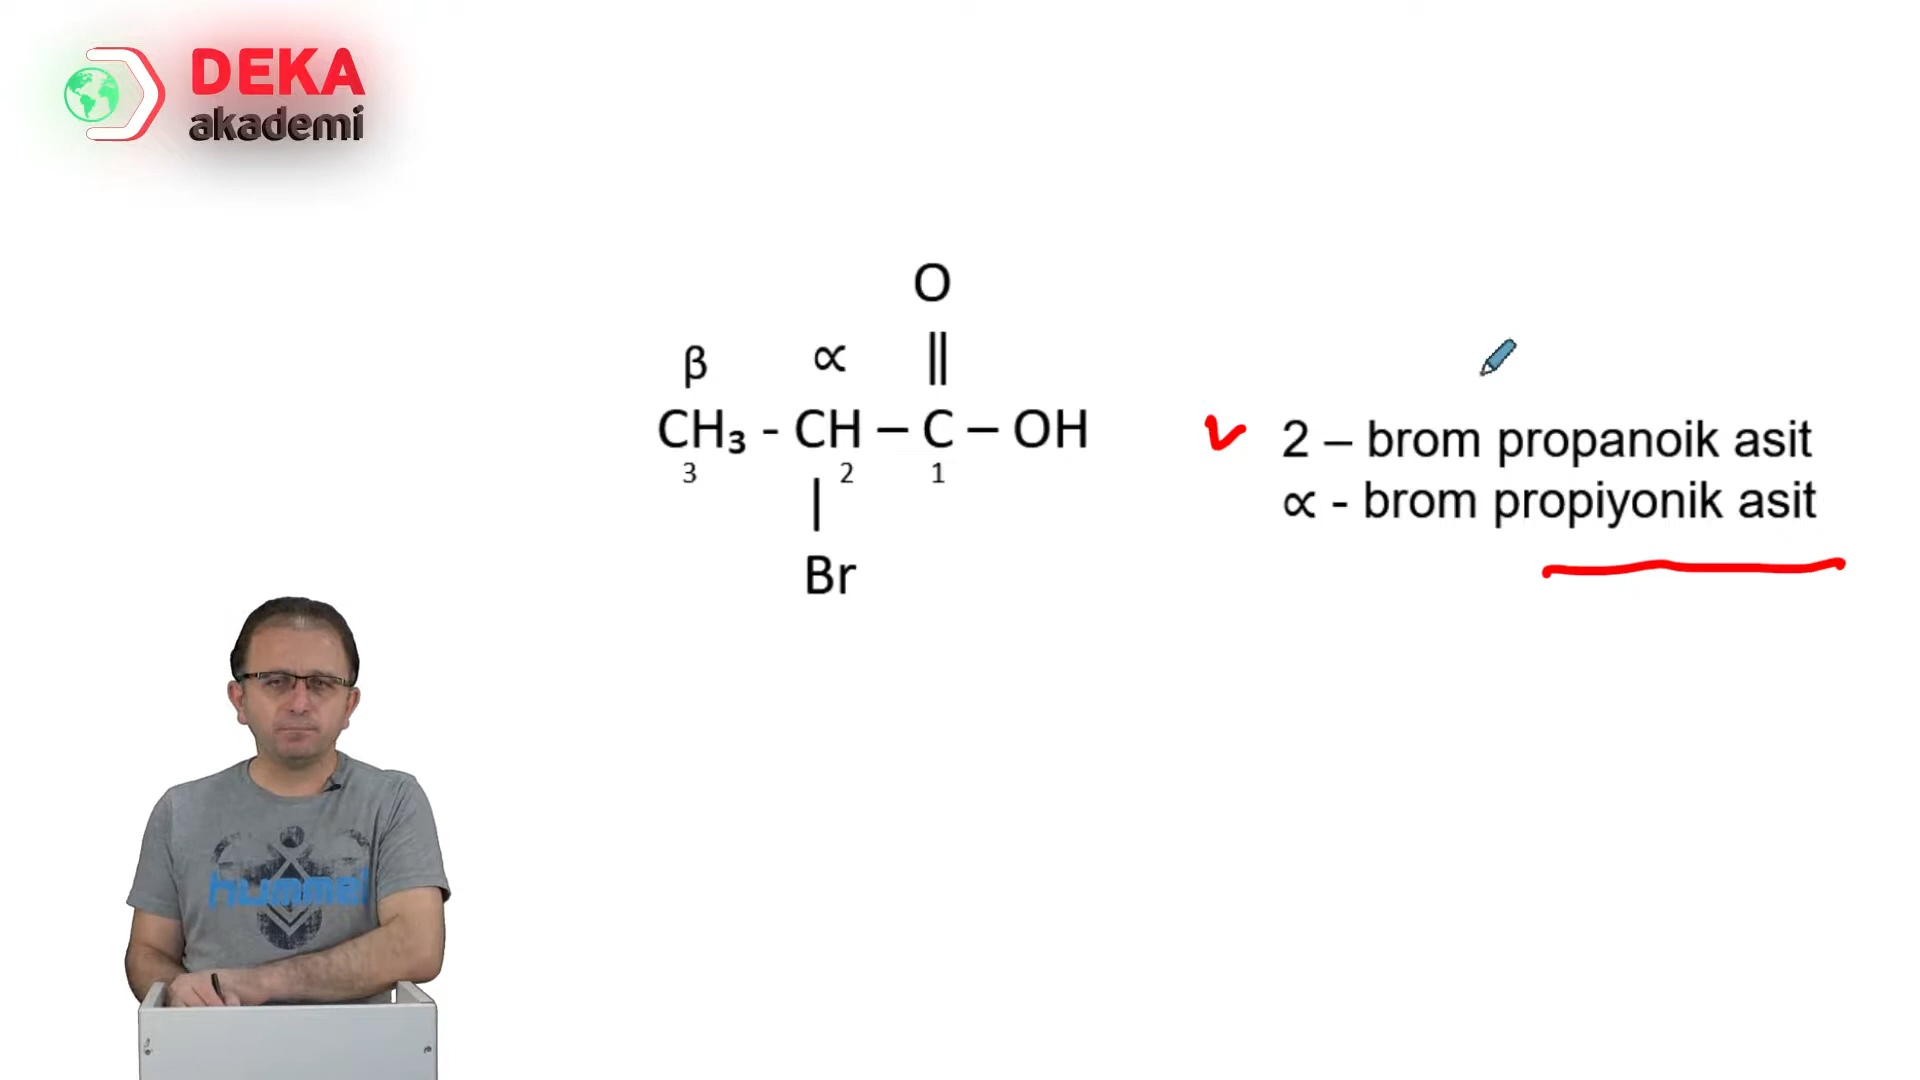 DEKA
akademi
O
β ∝ ||
CH₃ - CH – C – OH
3 2 1
|
Br
2 – brom propanoik asit
∝ - brom propiyonik asit
hummel